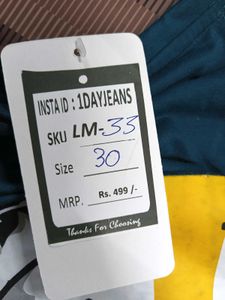 INSTA ID : 1DAYJEANS
SKU LM-33
Size 30
MRP. Rs. 499 /-
Thanks For Choosing